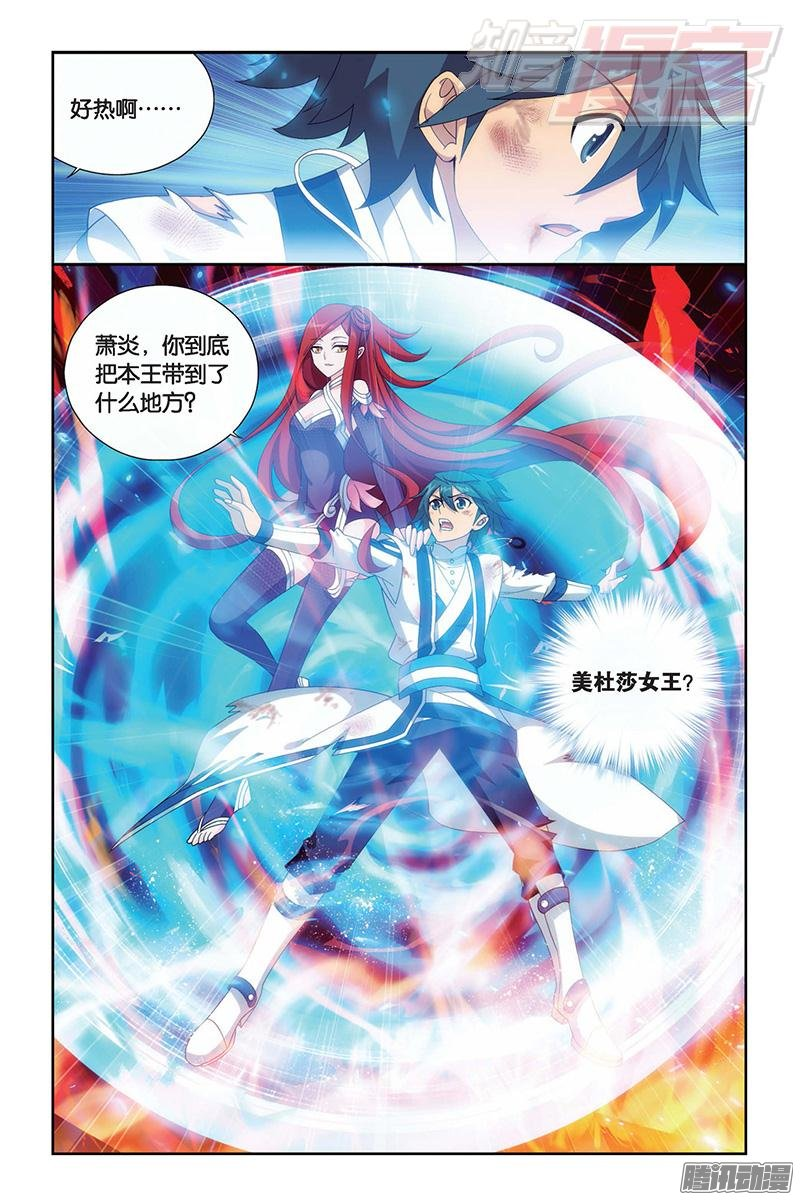 知音漫客
好热啊……
萧炎，你到底
把本王带到了
什么地方？
美杜莎女王？
腾讯动漫